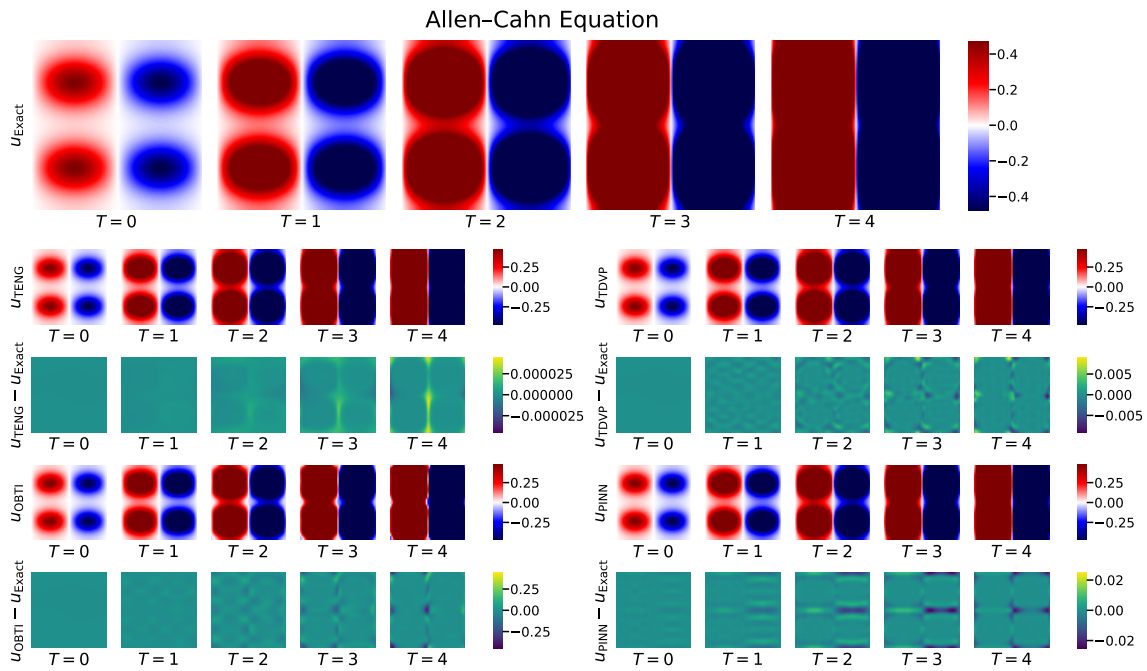 Allen–Cahn Equation
u_Exact
0.4
0.2
0.0
−0.2
−0.4
T = 0 T = 1 T = 2 T = 3 T = 4
u_TENG
0.25
0.00
−0.25
T = 0 T = 1 T = 2 T = 3 T = 4
u_TDVP
0.25
0.00
−0.25
T = 0 T = 1 T = 2 T = 3 T = 4
u_TENG − u_Exact
0.000025
0.000000
−0.000025
T = 0 T = 1 T = 2 T = 3 T = 4
u_TDVP − u_Exact
0.005
0.000
−0.005
T = 0 T = 1 T = 2 T = 3 T = 4
u_OBTI
0.25
0.00
−0.25
T = 0 T = 1 T = 2 T = 3 T = 4
u_PINN
0.25
0.00
−0.25
T = 0 T = 1 T = 2 T = 3 T = 4
u_OBTI − u_Exact
0.25
0.00
−0.25
T = 0 T = 1 T = 2 T = 3 T = 4
u_PINN − u_Exact
0.02
0.00
−0.02
T = 0 T = 1 T = 2 T = 3 T = 4